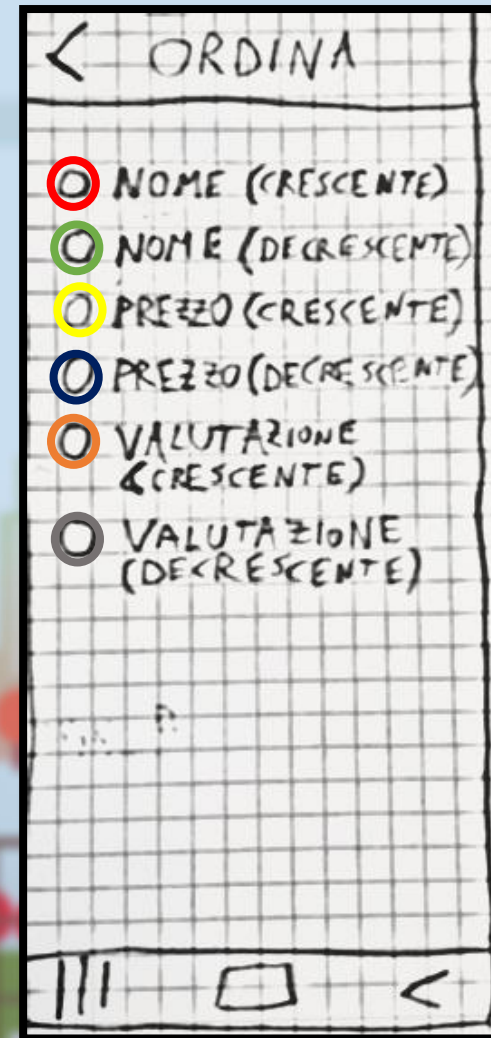 < ORDINA
NOME (CRESCENTE)
NOME (DECRESCENTE)
PREZZO (CRESCENTE)
PREZZO (DECRESCENTE)
VALUTAZIONE
(CRESCENTE)
VALUTAZIONE
(DECRESCENTE)